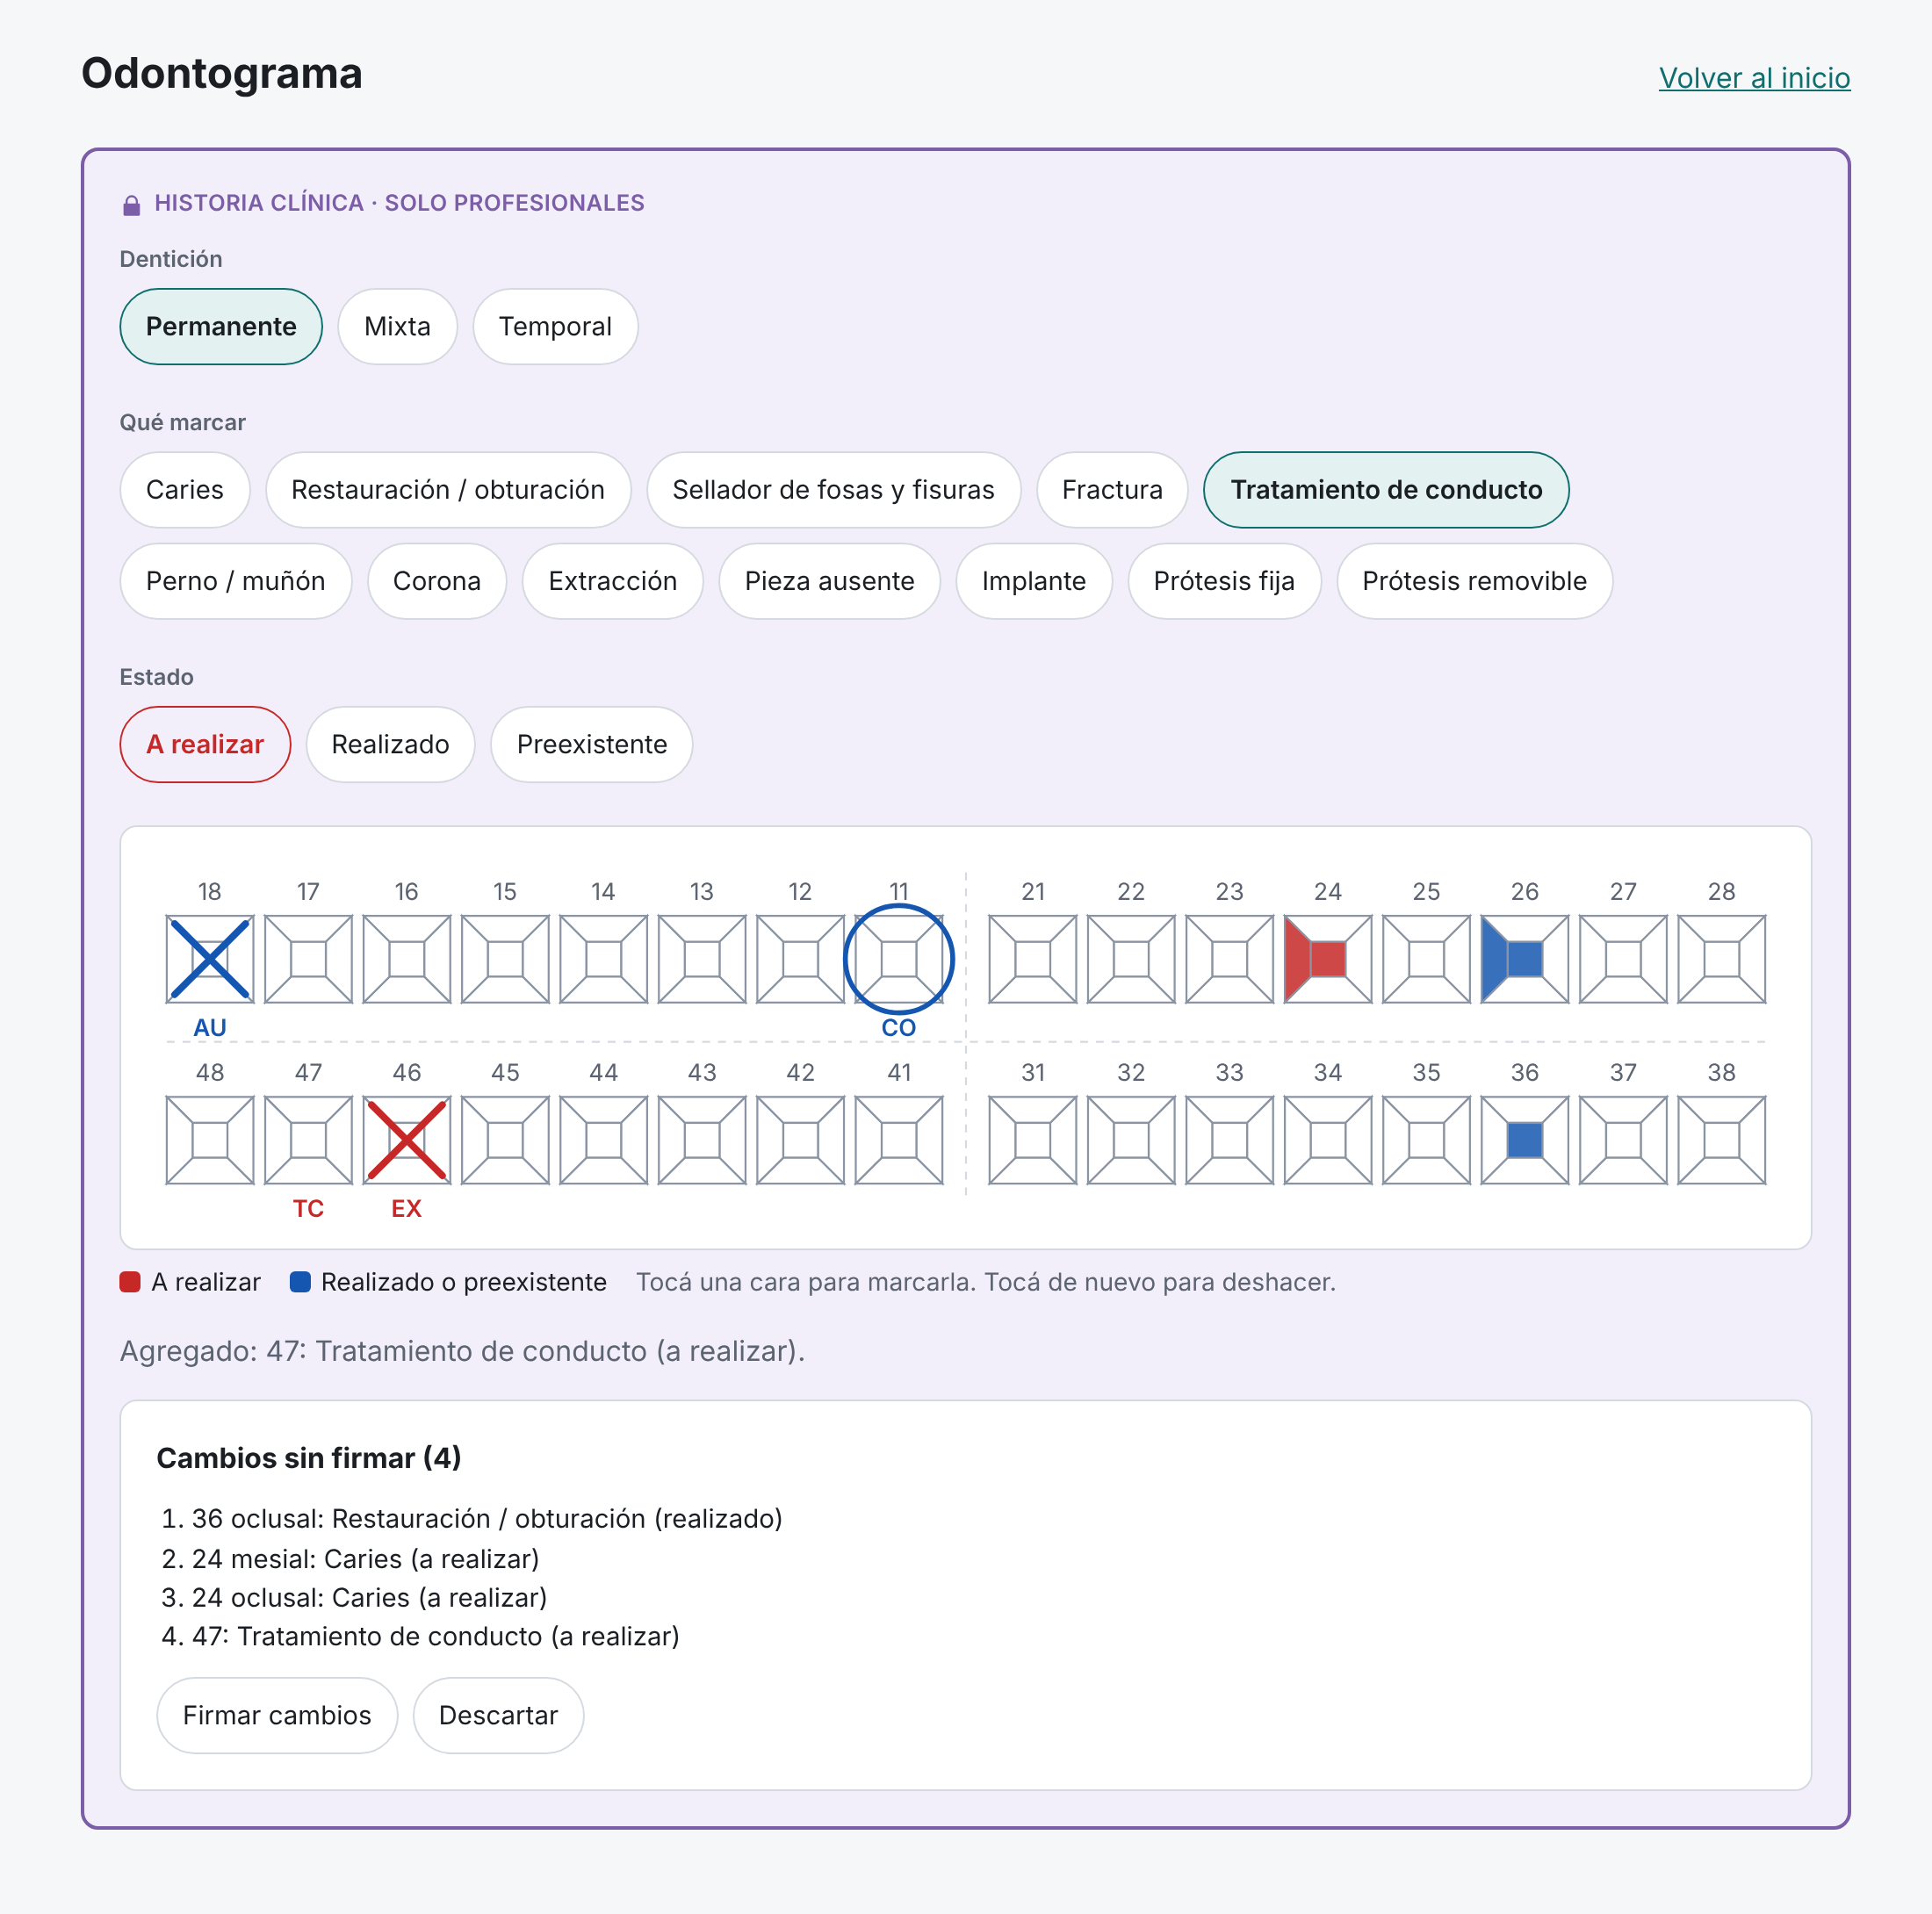 Odontograma
Volver al inicio
HISTORIA CLÍNICA · SOLO PROFESIONALES
Dentición
Permanente Mixta Temporal
Qué marcar
Caries Restauración / obturación Sellador de fosas y fisuras Fractura Tratamiento de conducto
Perno / muñón Corona Extracción Pieza ausente Implante Prótesis fija Prótesis removible
Estado
A realizar Realizado Preexistente
18 17 16 15 14 13 12 11 21 22 23 24 25 26 27 28
AU CO
48 47 46 45 44 43 42 41 31 32 33 34 35 36 37 38
TC EX
A realizar Realizado o preexistente Tocá una cara para marcarla. Tocá de nuevo para deshacer.
Agregado: 47: Tratamiento de conducto (a realizar).
Cambios sin firmar (4)
1. 36 oclusal: Restauración / obturación (realizado)
2. 24 mesial: Caries (a realizar)
3. 24 oclusal: Caries (a realizar)
4. 47: Tratamiento de conducto (a realizar)
Firmar cambios Descartar